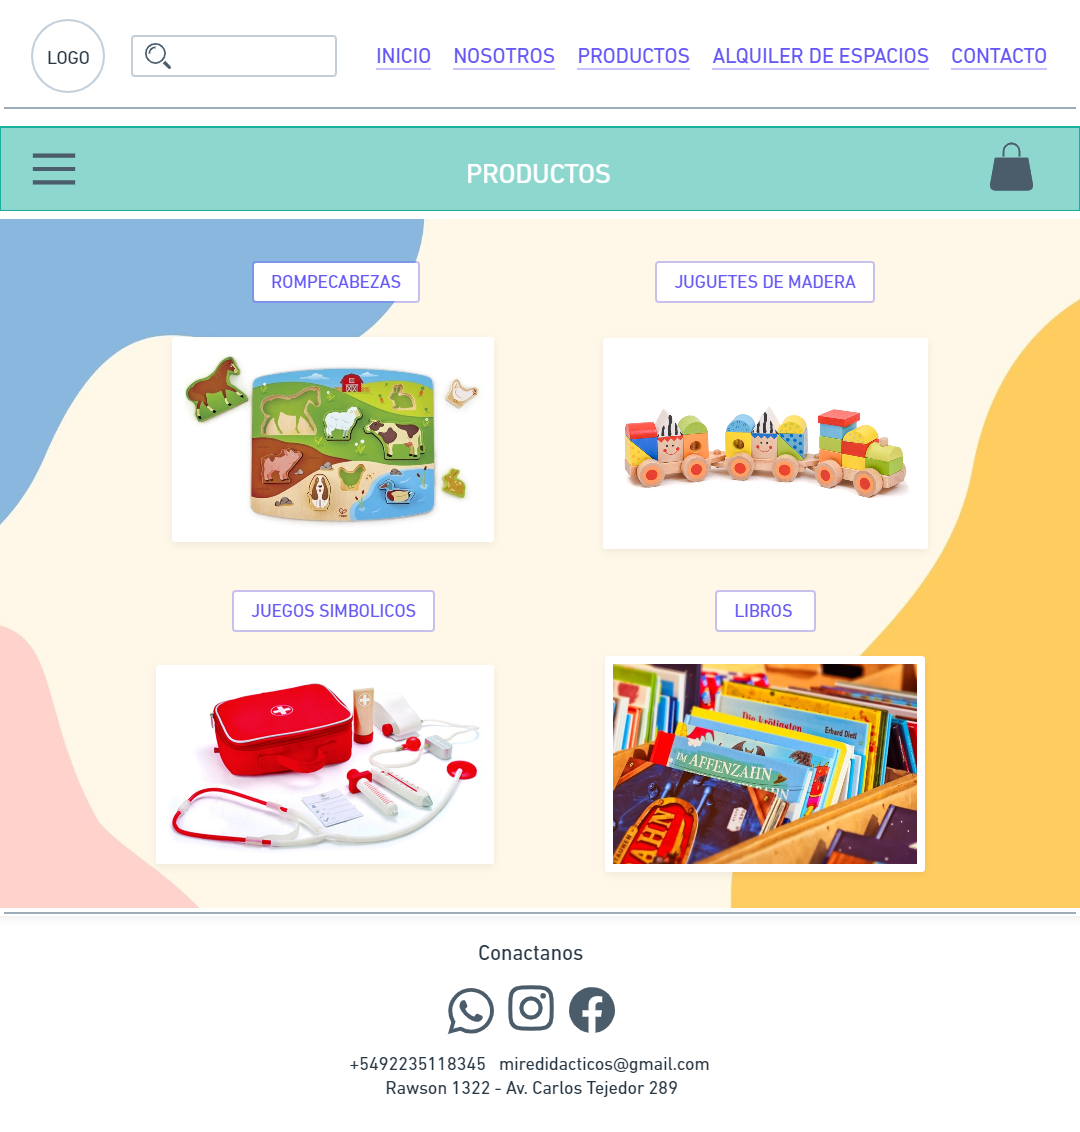 LOGO
INICIO NOSOTROS PRODUCTOS ALQUILER DE ESPACIOS CONTACTO
PRODUCTOS
ROMPECABEZAS JUGUETES DE MADERA
JUEGOS SIMBOLICOS LIBROS
Die krötigsten
Erhard Dietl
IM AFFENZAHN
AHN
Conactanos
+5492235118345 miredidacticos@gmail.com
Rawson 1322 - Av. Carlos Tejedor 289